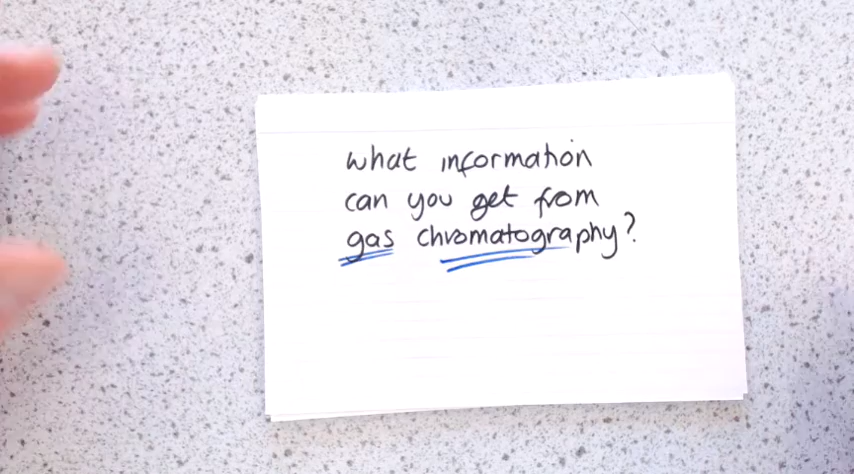 what information
can you get from
gas chromatography?